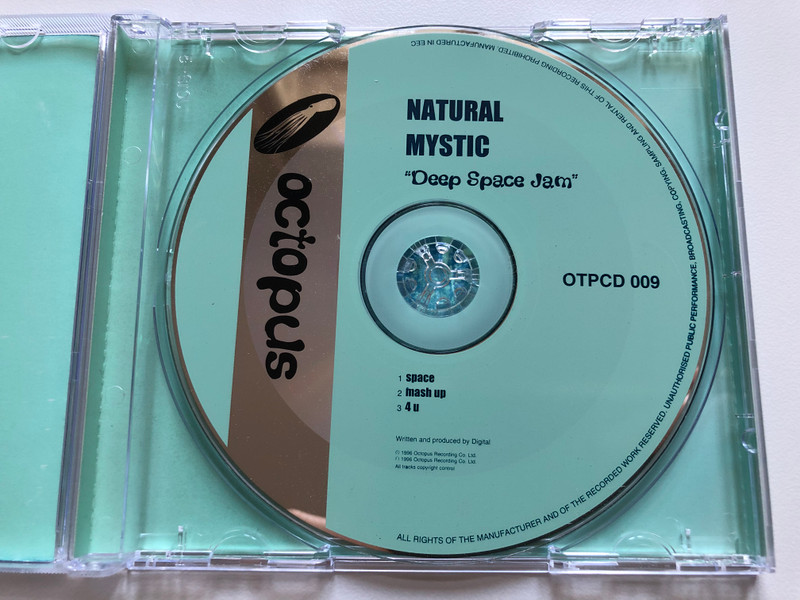 octopus
NATURAL
MYSTIC
"Deep Space Jam"
OTPCD 009
1 space
2 mash up
3 4 u
Written and produced by Digital
Ⓟ 1996 Octopus Recording Co. Ltd.
© 1996 Octopus Recording Co. Ltd.
All tracks copyright control
ALL RIGHTS OF THE MANUFACTURER AND OF THE RECORDED WORK RESERVED. UNAUTHORISED PUBLIC PERFORMANCE, BROADCASTING, COPYING, SAMPLING AND RENTAL OF THIS RECORDING PROHIBITED. MANUFACTURED IN EEC